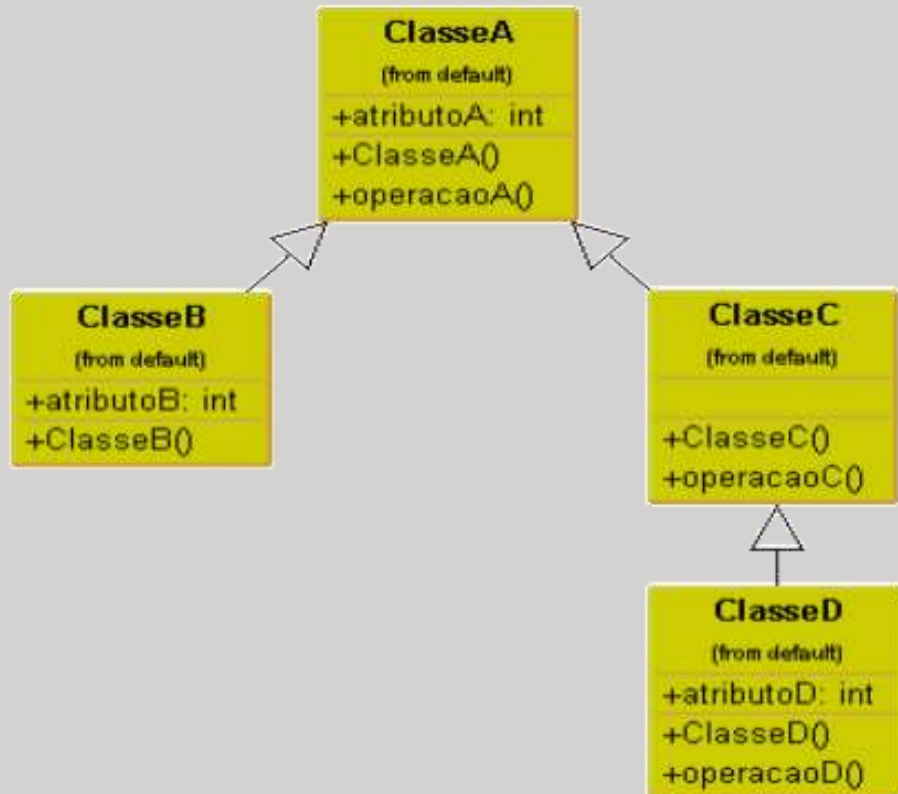 ClasseA
(from default)
+atributoA: int
+ClasseA()
+operacaoA()
ClasseB
(from default)
+atributoB: int
+ClasseB()
ClasseC
(from default)
+ClasseC()
+operacaoC()
ClasseD
(from default)
+atributoD: int
+ClasseD()
+operacaoD()